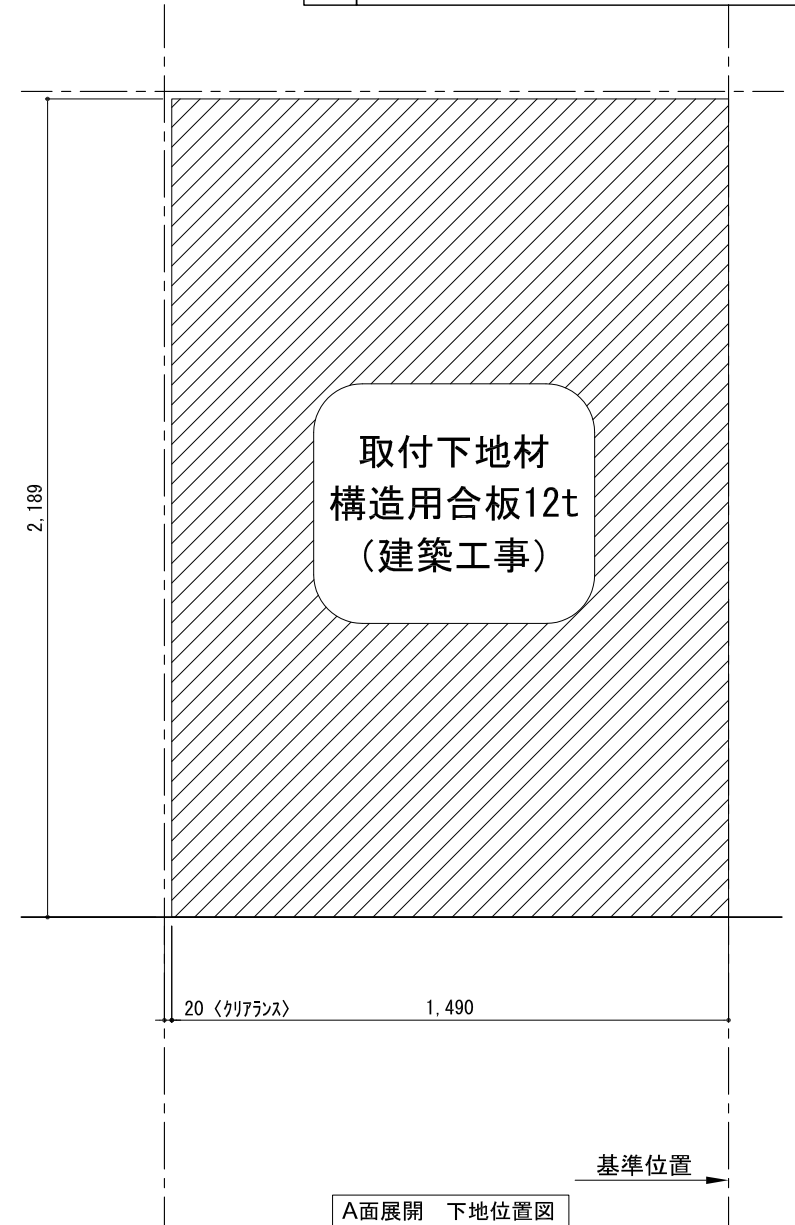 取付下地材
構造用合板12t
（建築工事）
2,189
20 〈クリアランス〉
1,490
基準位置
A面展開　下地位置図